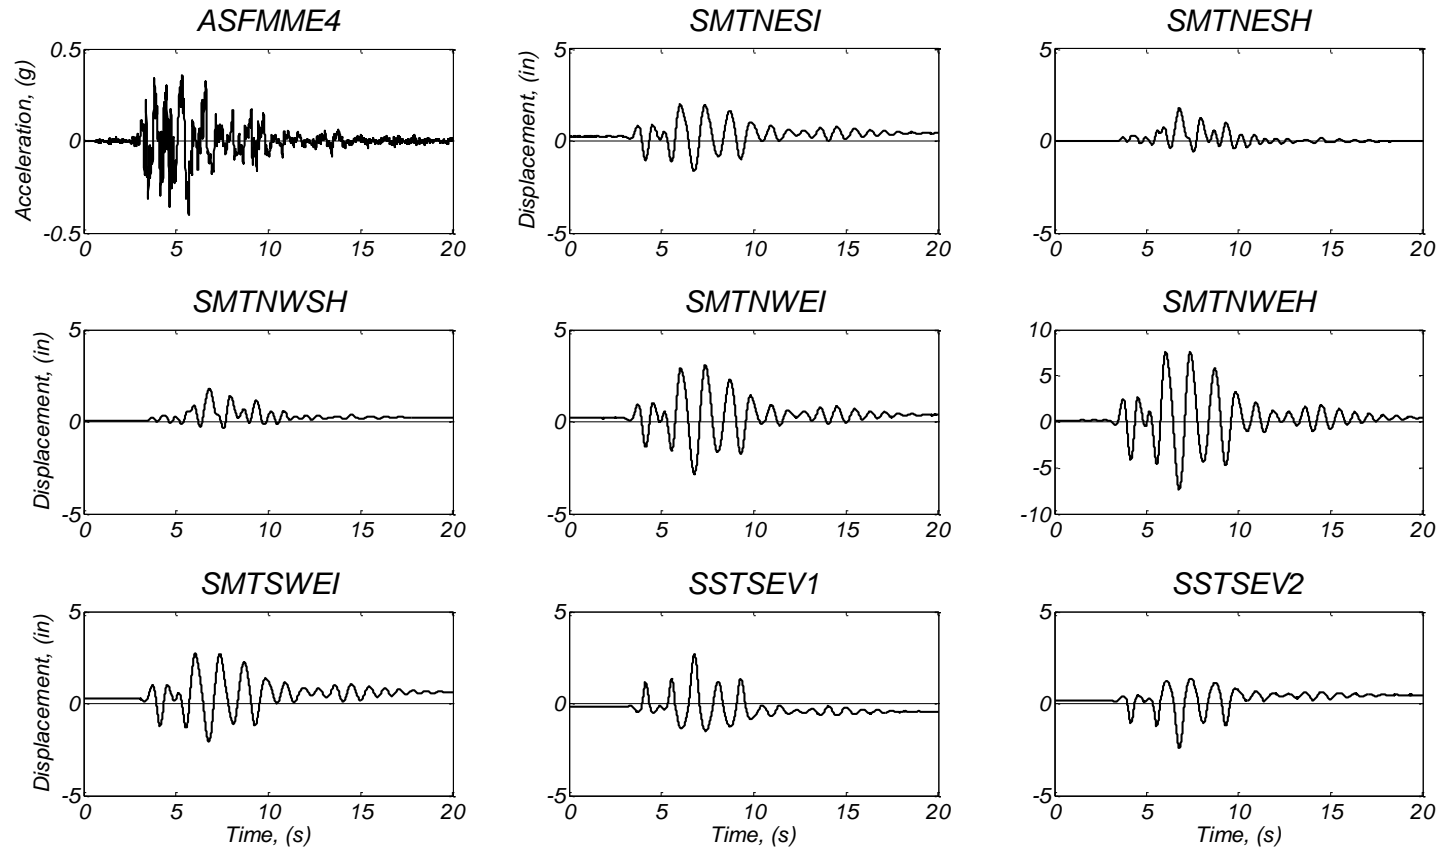 ASFMME4
SMTNESI
SMTNESH
Acceleration, (g)
0.5
0
-0.5
0 5 10 15 20
Displacement, (in)
5
0
-5
0 5 10 15 20
5
0
-5
0 5 10 15 20
SMTNWSH
SMTNWEI
SMTNWEH
Displacement, (in)
5
0
-5
0 5 10 15 20
5
0
-5
0 5 10 15 20
10
5
0
-5
-10
0 5 10 15 20
SMTSWEI
SSTSEV1
SSTSEV2
Displacement, (in)
5
0
-5
0 5 10 15 20
Time, (s)
5
0
-5
0 5 10 15 20
Time, (s)
5
0
-5
0 5 10 15 20
Time, (s)